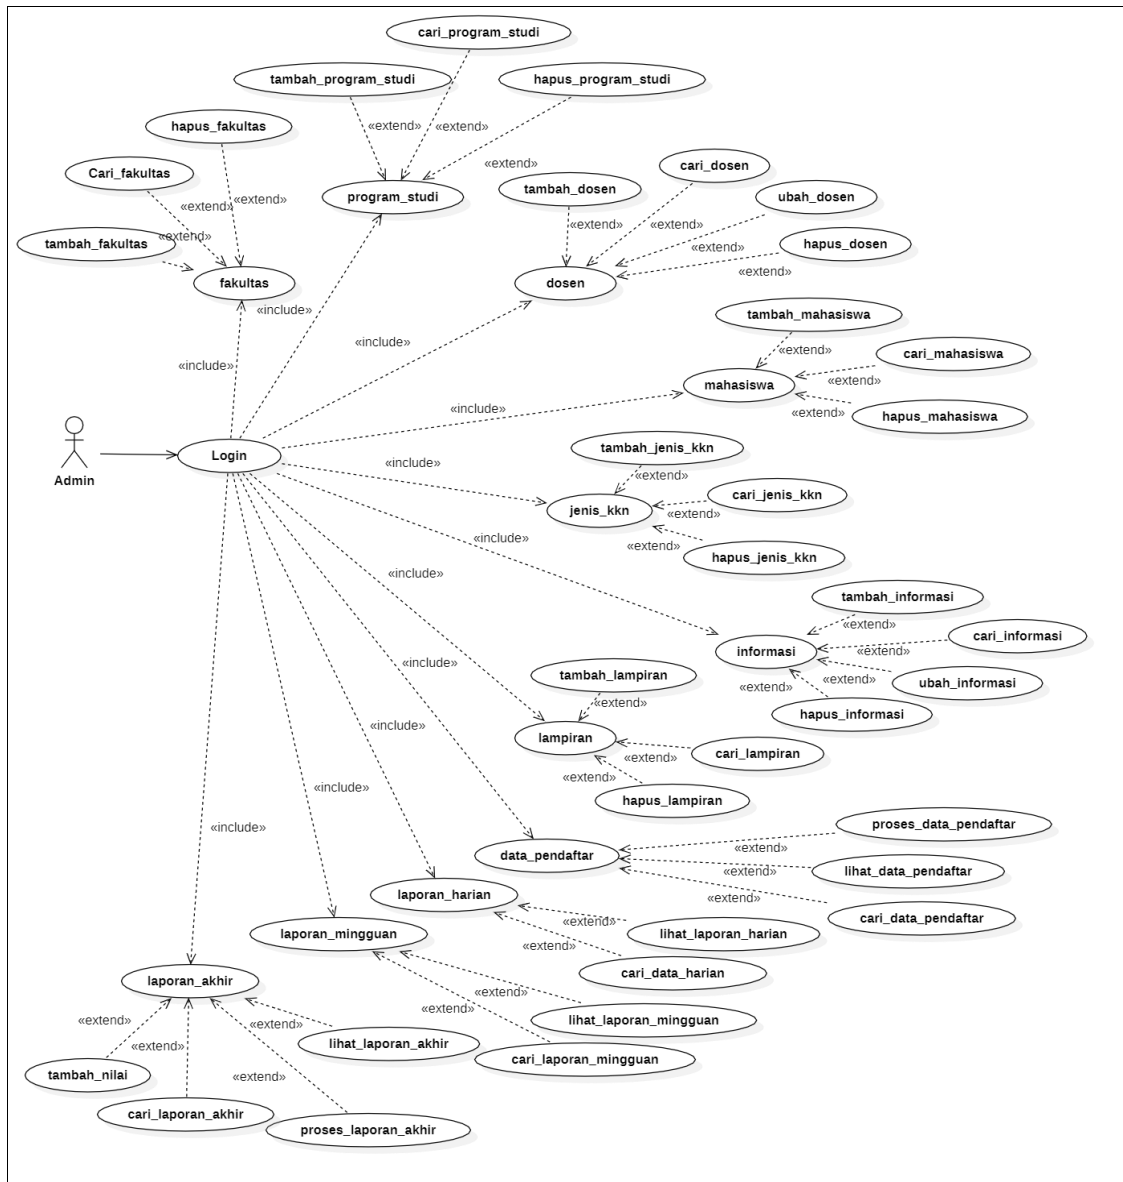 cari_program_studi
tambah_program_studi
hapus_program_studi
«extend»
«extend»
hapus_fakultas
«extend»
cari_dosen
Cari_fakultas
tambah_dosen
ubah_dosen
program_studi
«extend»
«extend»
«extend»
«extend»
tambah_fakultas
«extend»
«extend»
hapus_dosen
«extend»
fakultas
dosen
«include»
tambah_mahasiswa
«include»
«extend»
cari_mahasiswa
«include»
«extend»
mahasiswa
«include»
«extend»
hapus_mahasiswa
tambah_jenis_kkn
Login
«include»
«extend»
Admin
cari_jenis_kkn
jenis_kkn
«extend»
«include»
«extend»
hapus_jenis_kkn
«include»
tambah_informasi
«extend»
cari_informasi
informasi
«extend»
«include»
tambah_lampiran
«extend»
ubah_informasi
«extend»
«extend»
hapus_informasi
«include»
lampiran
«extend»
cari_lampiran
«extend»
«include»
hapus_lampiran
«include»
proses_data_pendaftar
«extend»
data_pendaftar
«extend»
lihat_data_pendaftar
laporan_harian
«extend»
cari_data_pendaftar
«extend»
laporan_mingguan
lihat_laporan_harian
«extend»
cari_data_harian
laporan_akhir
«extend»
«extend»
lihat_laporan_mingguan
«extend»
«extend»
«extend»
lihat_laporan_akhir
cari_laporan_mingguan
tambah_nilai
«extend»
cari_laporan_akhir
proses_laporan_akhir